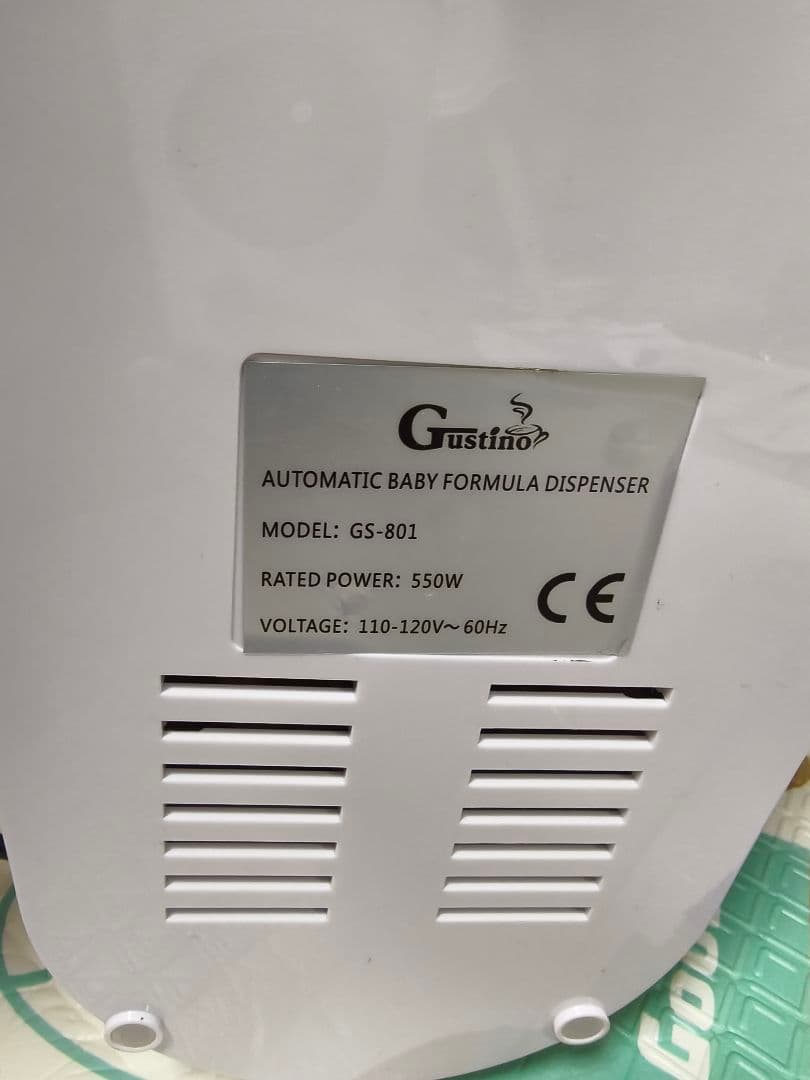 Gustino
AUTOMATIC BABY FORMULA DISPENSER
MODEL: GS-801
RATED POWER: 550W
VOLTAGE: 110-120V~60Hz
CE